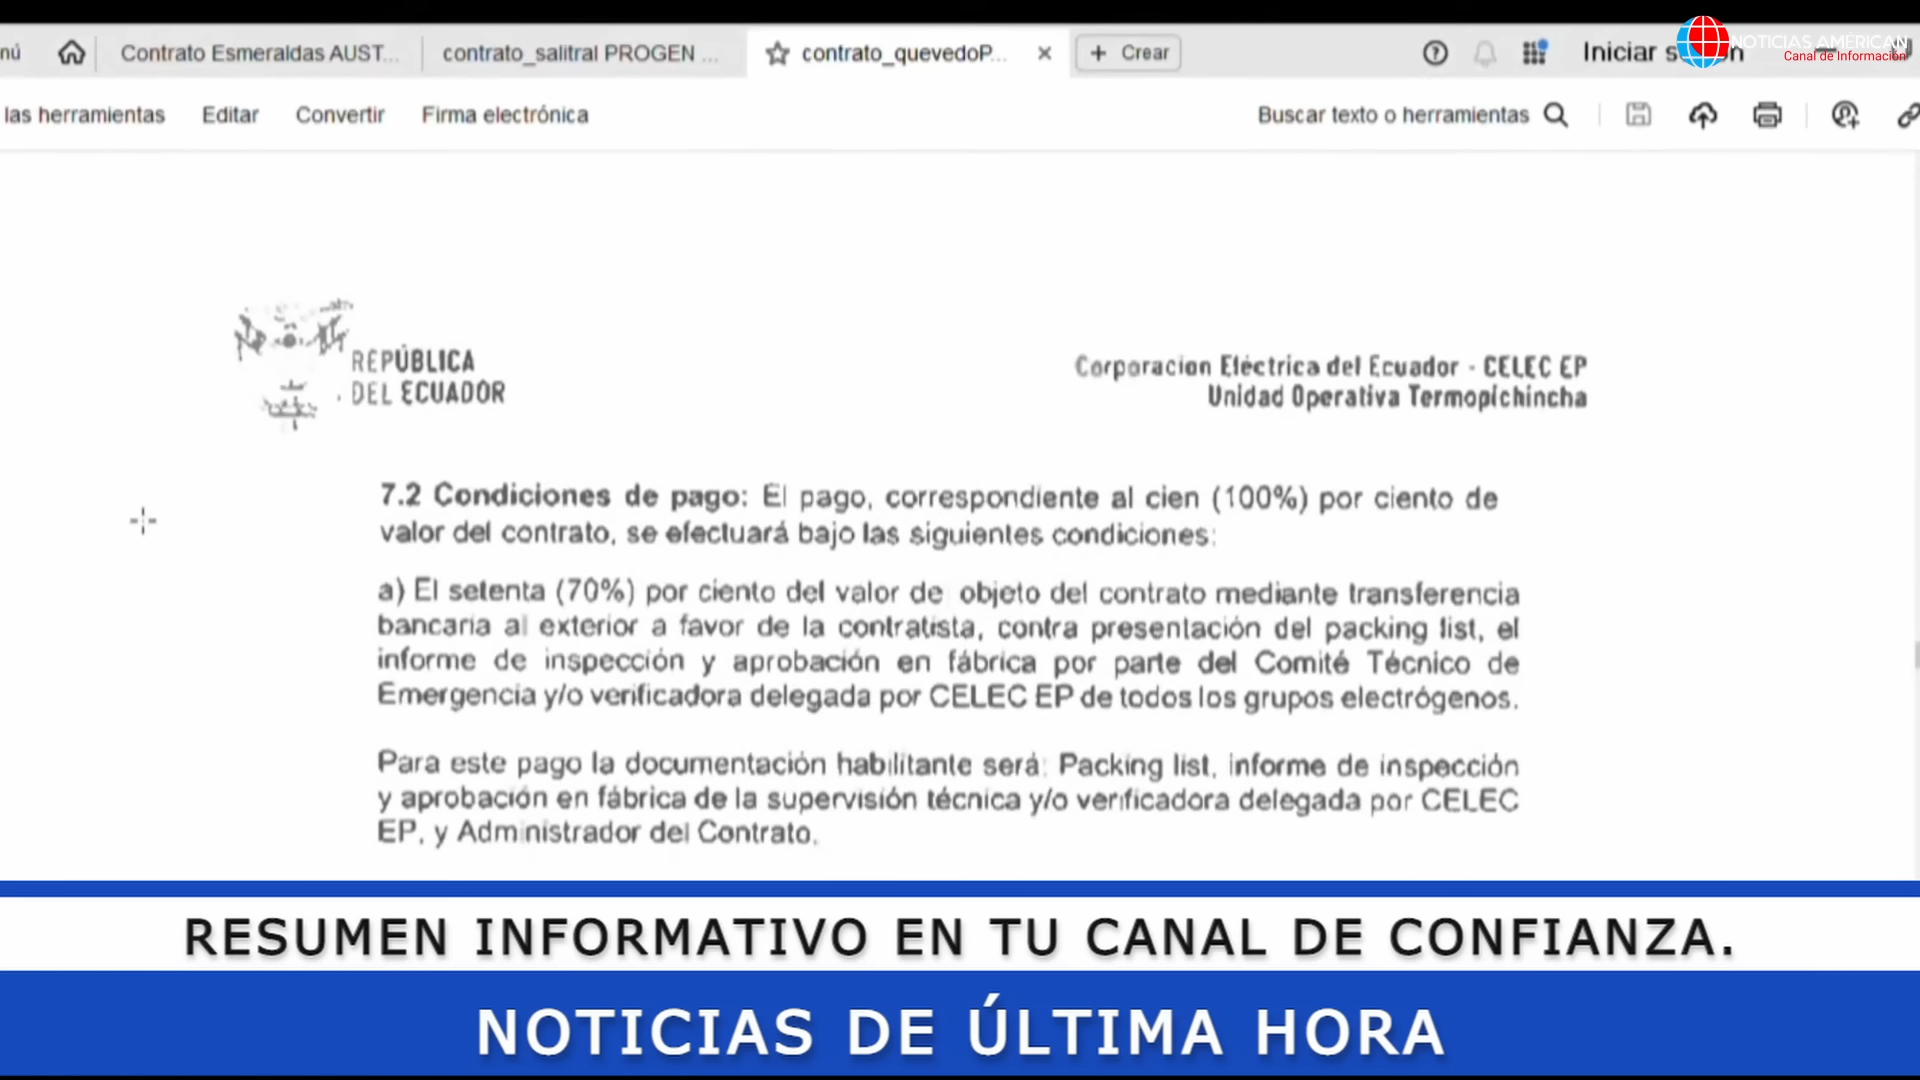 nú
Contrato Esmeraldas AUST...
contrato_salitral PROGEN ...
contrato_quevedoP...
Crear
Iniciar
NOTICIAS AMÉRICAN
Canal de Información
las herramientas
Editar
Convertir
Firma electrónica
Buscar texto o herramientas
REPÚBLICA
DEL ECUADOR
Corporacion Eléctrica del Ecuador - CELEC EP
Unidad Operativa Termopichincha
7.2 Condiciones de pago: El pago, correspondiente al cien (100%) por ciento de
valor del contrato, se efectuará bajo las siguientes condiciones:
a) El setenta (70%) por ciento del valor de objeto del contrato mediante transferencia
bancaria al exterior a favor de la contratista, contra presentación del packing list, el
informe de inspección y aprobación en fábrica por parte del Comité Técnico de
Emergencia y/o verificadora delegada por CELEC EP de todos los grupos electrógenos.
Para este pago la documentación habilitante será: Packing list, informe de inspección
y aprobación en fábrica de la supervisión técnica y/o verificadora delegada por CELEC
EP, y Administrador del Contrato.
RESUMEN INFORMATIVO EN TU CANAL DE CONFIANZA.
NOTICIAS DE ÚLTIMA HORA